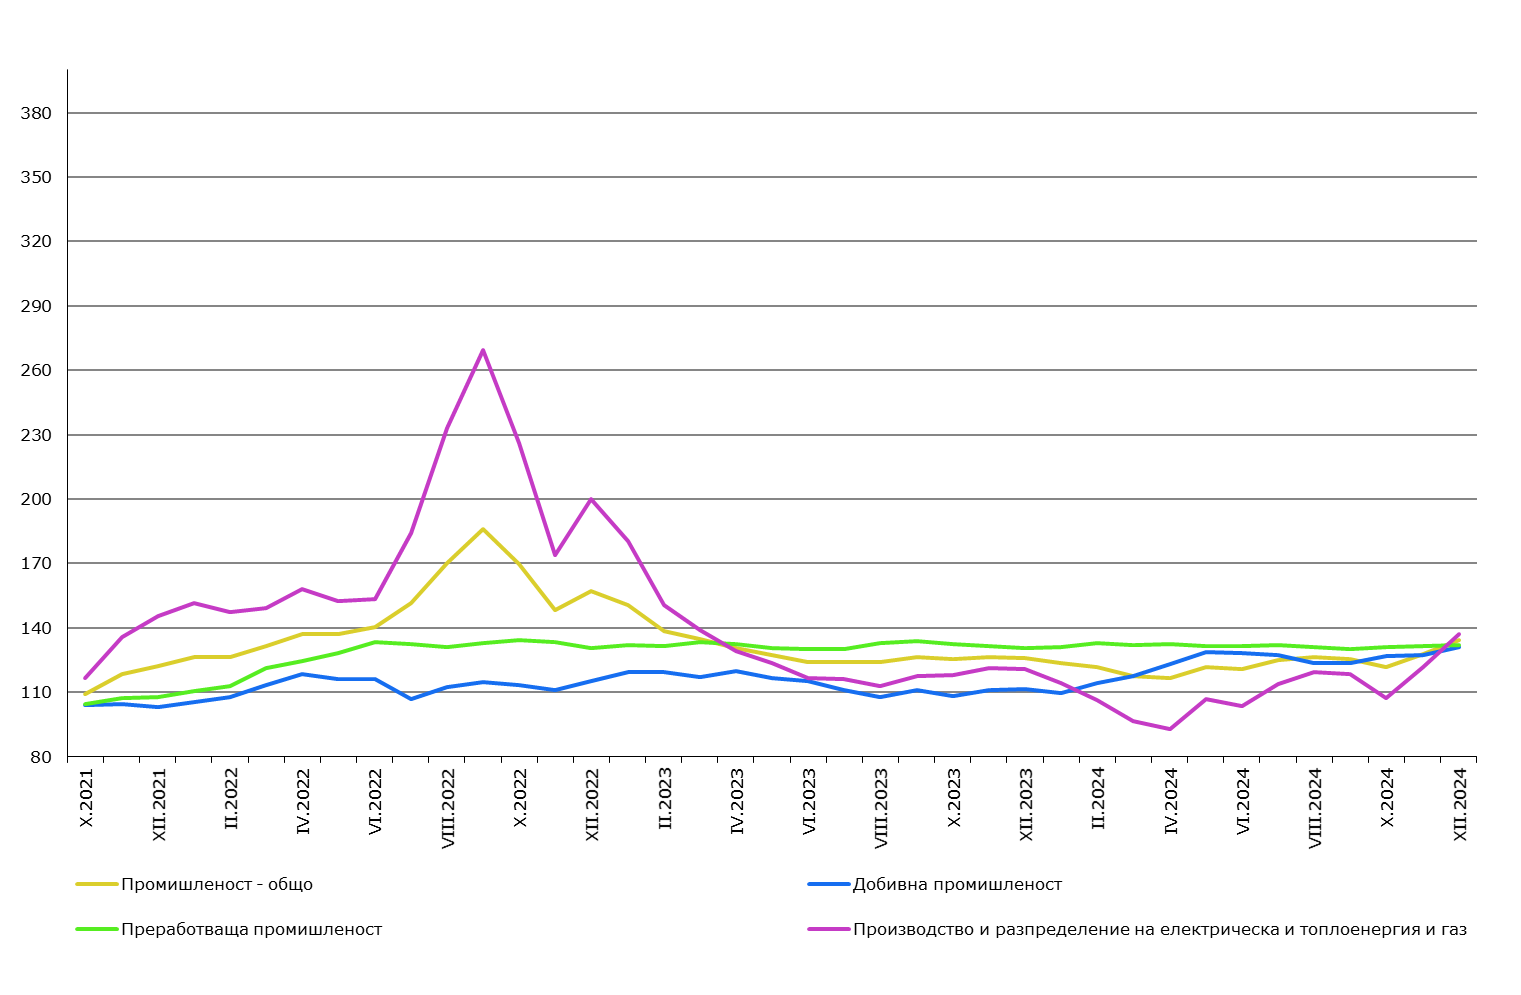 380
350
320
290
260
230
200
170
140
110
80
X.2021
XII.2021
II.2022
IV.2022
VI.2022
VIII.2022
X.2022
XII.2022
II.2023
IV.2023
VI.2023
VIII.2023
X.2023
XII.2023
II.2024
IV.2024
VI.2024
VIII.2024
X.2024
XII.2024
Промишленост - общо
Добивна промишленост
Преработваща промишленост
Производство и разпределение на електрическа и топлоенергия и газ